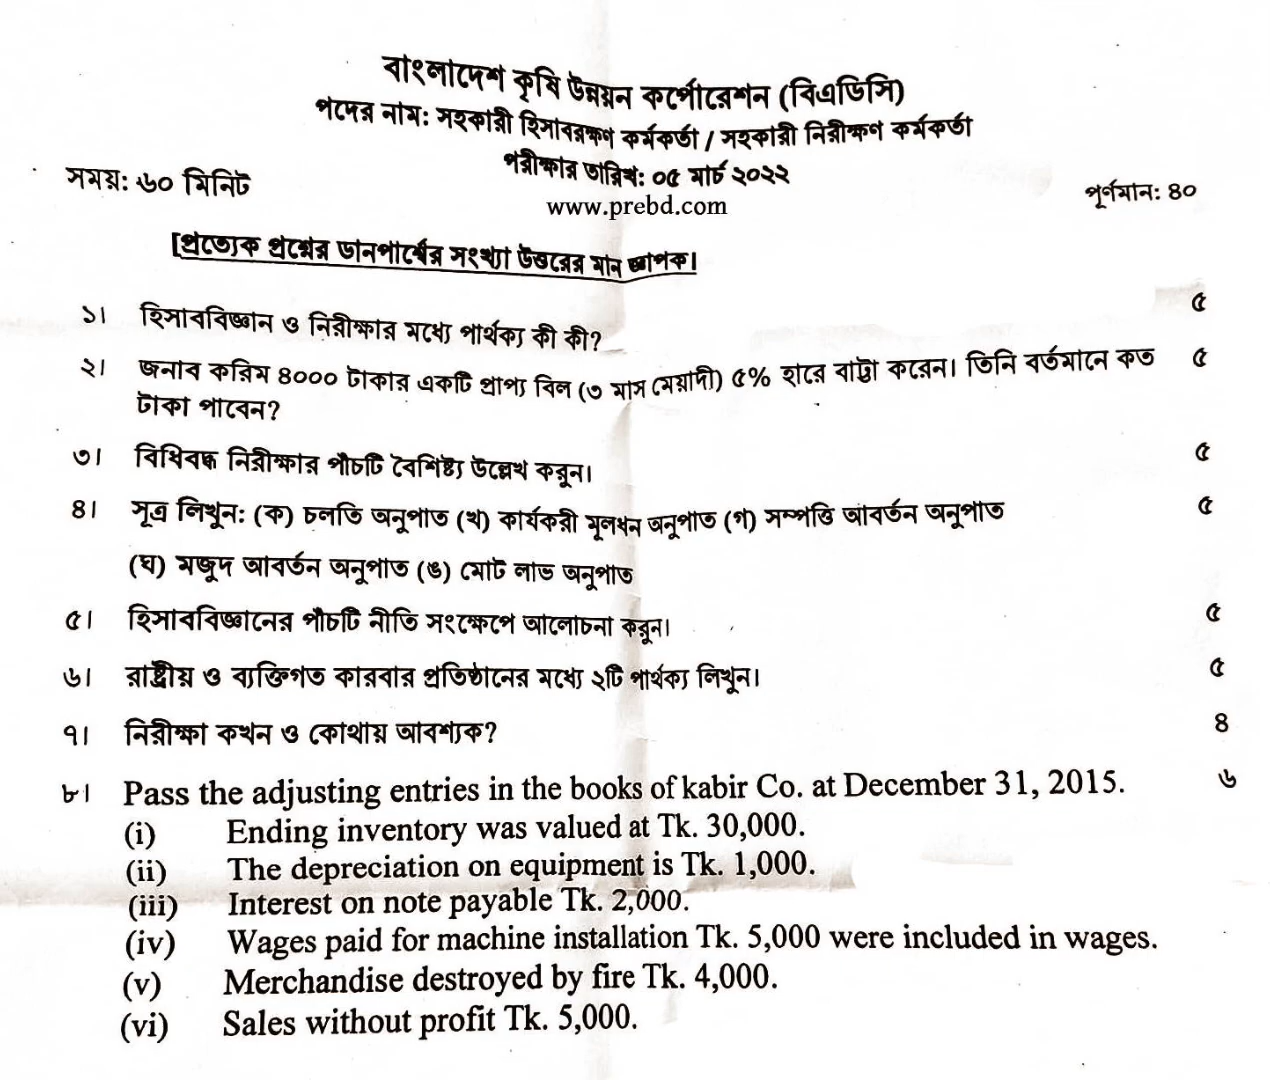 বাংলাদেশ কৃষি উন্নয়ন কর্পোরেশন (বিএডিসি)
পদের নাম: সহকারী হিসাবরক্ষণ কর্মকর্তা / সহকারী নিরীক্ষণ কর্মকর্তা
পরীক্ষার তারিখ: ০৫ মার্চ ২০২২
সময়: ৬০ মিনিট
পূর্ণমান: ৪০
www.prebd.com
[প্রত্যেক প্রশ্নের ডানপার্শ্বের সংখ্যা উত্তরের মান জ্ঞাপক।
১। হিসাববিজ্ঞান ও নিরীক্ষার মধ্যে পার্থক্য কী কী? ৫
২। জনাব করিম ৪০০০ টাকার একটি প্রাপ্য বিল (৩ মাস মেয়াদী) ৫% হারে বাট্টা করেন। তিনি বর্তমানে কত ৫
টাকা পাবেন?
৩। বিধিবদ্ধ নিরীক্ষার পাঁচটি বৈশিষ্ট্য উল্লেখ করুন। ৫
৪। সূত্র লিখুন: (ক) চলতি অনুপাত (খ) কার্যকরী মূলধন অনুপাত (গ) সম্পত্তি আবর্তন অনুপাত ৫
(ঘ) মজুদ আবর্তন অনুপাত (ঙ) মোট লাভ অনুপাত
৫। হিসাববিজ্ঞানের পাঁচটি নীতি সংক্ষেপে আলোচনা করুন। ৫
৬। রাষ্ট্রীয় ও ব্যক্তিগত কারবার প্রতিষ্ঠানের মধ্যে ২টি পার্থক্য লিখুন। ৫
৭। নিরীক্ষা কখন ও কোথায় আবশ্যক? ৪
৮। Pass the adjusting entries in the books of kabir Co. at December 31, 2015. ৬
(i) Ending inventory was valued at Tk. 30,000.
(ii) The depreciation on equipment is Tk. 1,000.
(iii) Interest on note payable Tk. 2,000.
(iv) Wages paid for machine installation Tk. 5,000 were included in wages.
(v) Merchandise destroyed by fire Tk. 4,000.
(vi) Sales without profit Tk. 5,000.